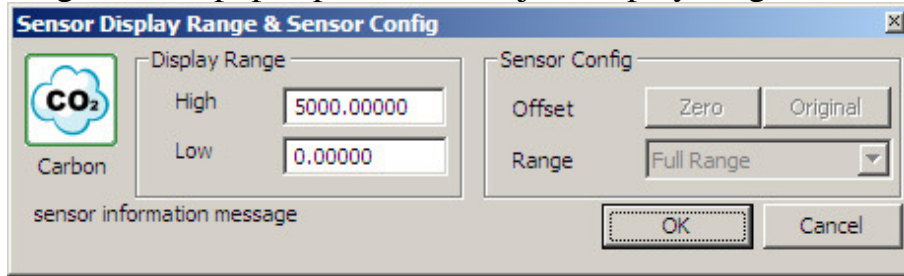 Sensor Display Range & Sensor Config
CO₂
Carbon
Display Range
High 5000.00000
Low 0.00000
Sensor Config
Offset Zero Original
Range Full Range
sensor information message
OK Cancel